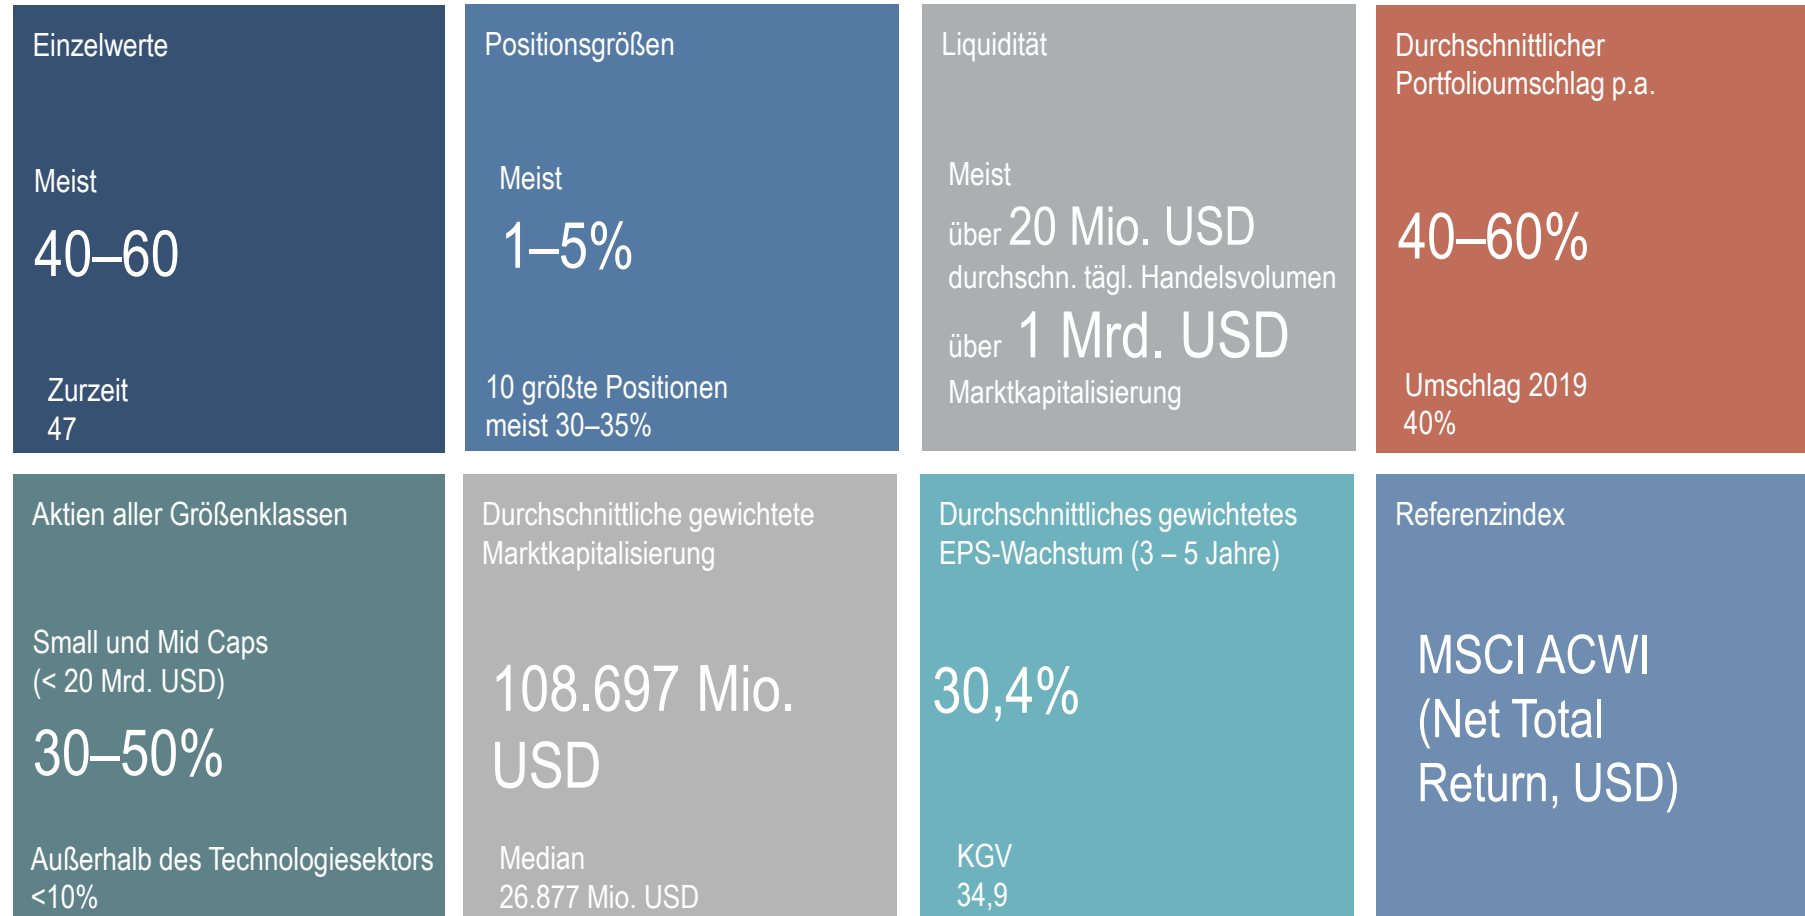 Einzelwerte
Meist
40–60
Zurzeit
47
Positionsgrößen
Meist
1–5%
10 größte Positionen
meist 30–35%
Liquidität
Meist
über 20 Mio. USD
durchschn. tägl. Handelsvolumen
über 1 Mrd. USD
Marktkapitalisierung
Durchschnittlicher
Portfolioumschlag p.a.
40–60%
Umschlag 2019
40%
Aktien aller Größenklassen
Small und Mid Caps
(< 20 Mrd. USD)
30–50%
Außerhalb des Technologiesektors
<10%
Durchschnittliche gewichtete
Marktkapitalisierung
108.697 Mio.
USD
Median
26.877 Mio. USD
Durchschnittliches gewichtetes
EPS-Wachstum (3 – 5 Jahre)
30,4%
KGV
34,9
Referenzindex
MSCI ACWI
(Net Total
Return, USD)